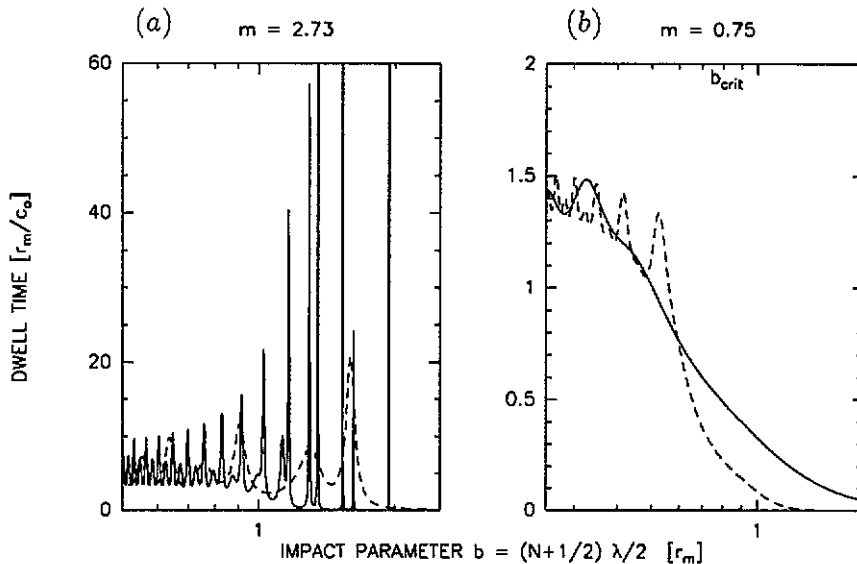 (a) m = 2.73 (b) m = 0.75
60
40
20
0
1
2
1.5
1
0.5
0
b_crit
1
DWELL TIME [r_m/c_o]
IMPACT PARAMETER b = (N+1/2) λ/2 [r_m]